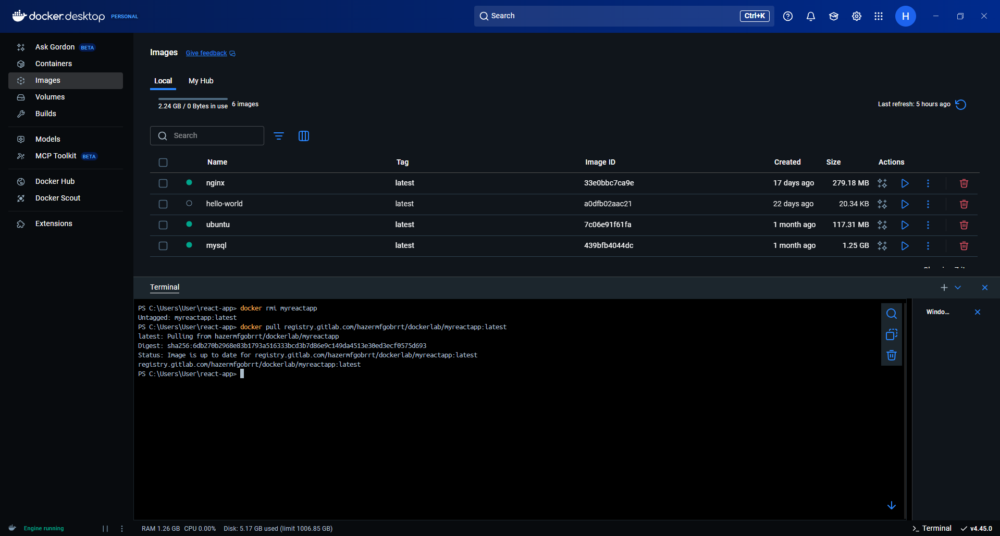 docker.desktop PERSONAL
Search Ctrl+K
H
Ask Gordon BETA
Containers
Images
Volumes
Builds
Models
MCP Toolkit BETA
Docker Hub
Docker Scout
Extensions
Images Give feedback
Local My Hub
2.24 GB / 0 Bytes in use 6 images
Last refresh: 5 hours ago
Search
Name Tag Image ID Created Size Actions
nginx latest 33e0bbc7ca9e 17 days ago 279.18 MB
hello-world latest a0dfb02aac21 22 days ago 20.34 KB
ubuntu latest 7c06e91f61fa 1 month ago 117.31 MB
mysql latest 439bfb4044dc 1 month ago 1.25 GB
Terminal
PS C:\Users\User\react-app> docker rmi myreactapp
Untagged: myreactapp:latest
PS C:\Users\User\react-app> docker pull registry.gitlab.com/hazermfgobrrt/dockerlab/myreactapp:latest
latest: Pulling from hazermfgobrrt/dockerlab/myreactapp
Digest: sha256:6db270b2968e83b1793a516333bcd3b7d86e9c149da4513e30ed3ecf0575d693
Status: Image is up to date for registry.gitlab.com/hazermfgobrrt/dockerlab/myreactapp:latest
registry.gitlab.com/hazermfgobrrt/dockerlab/myreactapp:latest
PS C:\Users\User\react-app>
Windo...
Engine running
RAM 1.26 GB CPU 0.00% Disk: 5.17 GB used (limit 1006.85 GB)
>_ Terminal
v4.45.0